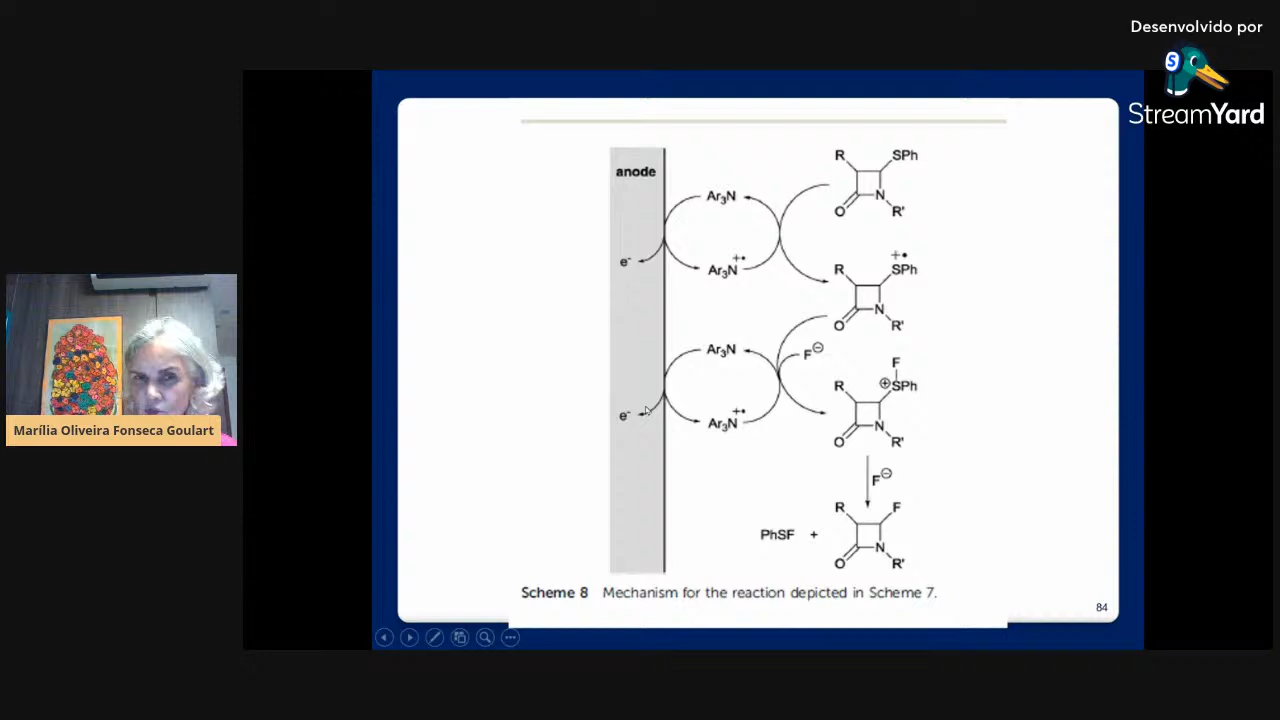 Desenvolvido por
StreamYard
anode
R
SPh
O
N
R'
Ar3N
e-
Ar3N+•
R
+•
SPh
O
N
R'
Ar3N
F⊖
e-
Ar3N+•
F
R
⊕SPh
O
N
R'
F⊖
PhSF +
R
F
O
N
R'
Scheme 8 Mechanism for the reaction depicted in Scheme 7.
84
Marília Oliveira Fonseca Goulart